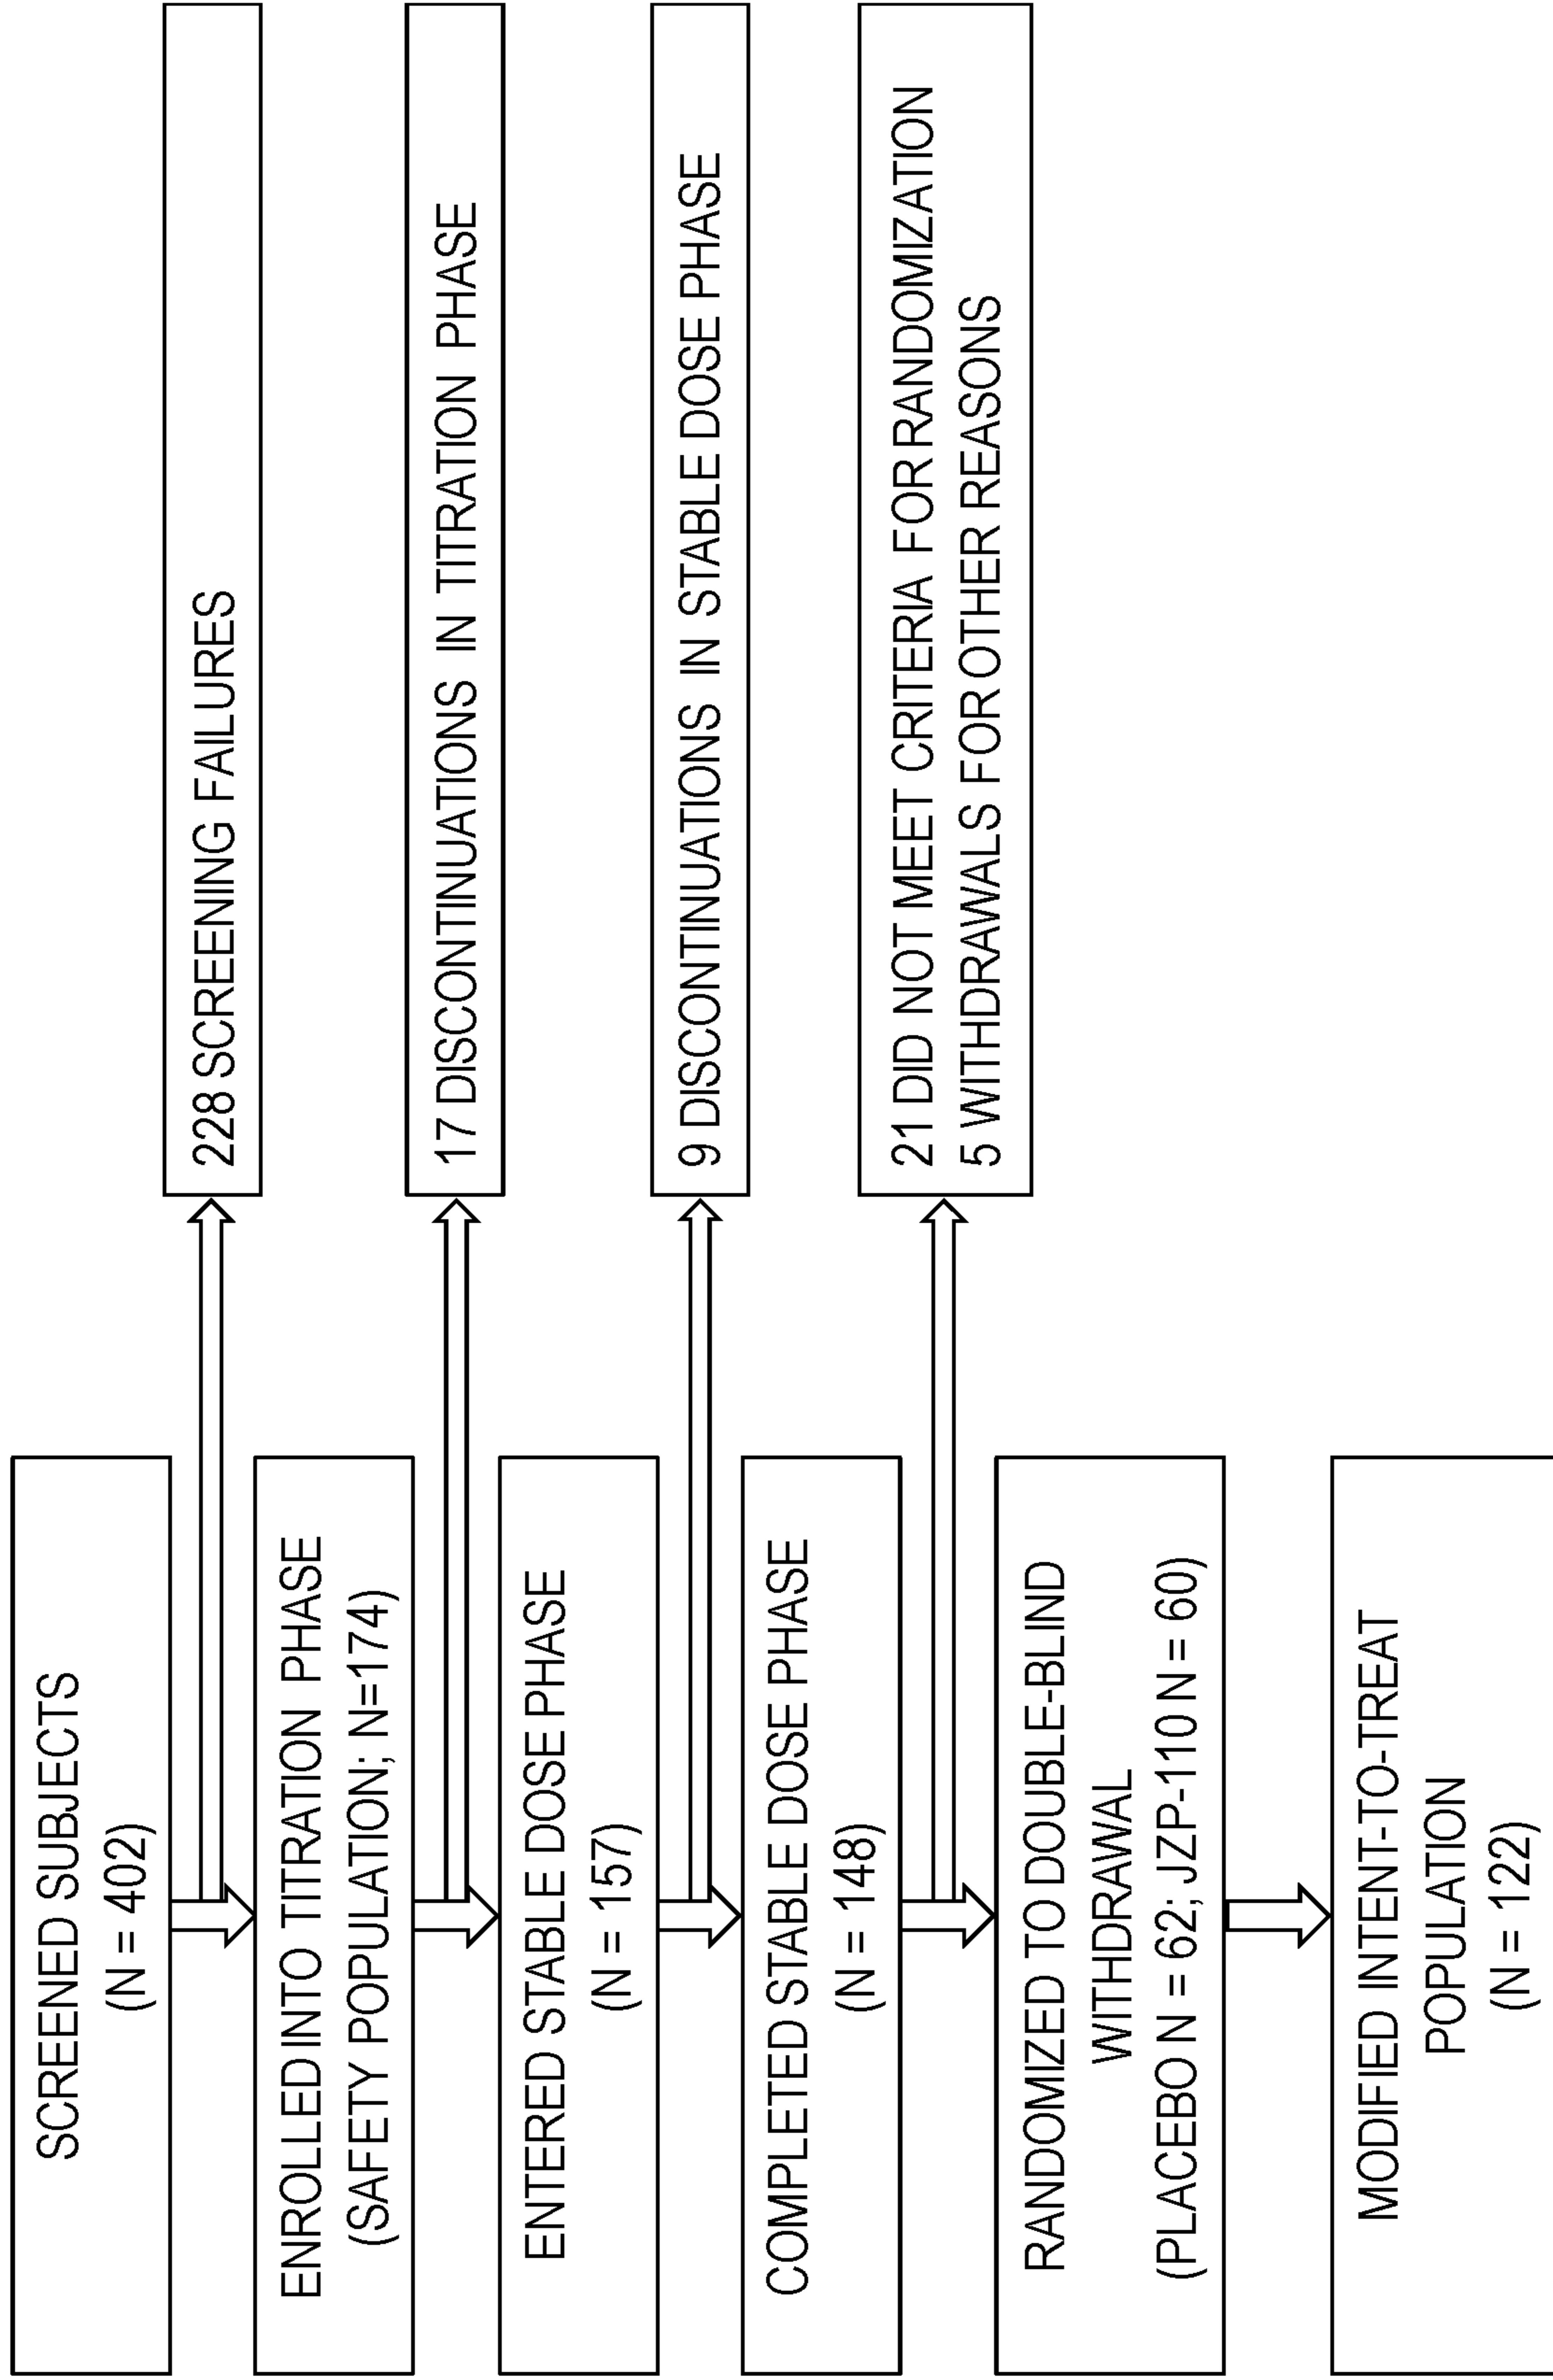 SCREENED SUBJECTS
(N = 402)
228 SCREENING FAILURES
ENROLLED INTO TITRATION PHASE
(SAFETY POPULATION; N=174)
17 DISCONTINUATIONS IN TITRATION PHASE
ENTERED STABLE DOSE PHASE
(N = 157)
9 DISCONTINUATIONS IN STABLE DOSE PHASE
COMPLETED STABLE DOSE PHASE
(N = 148)
21 DID NOT MEET CRITERIA FOR RANDOMIZATION
5 WITHDRAWALS FOR OTHER REASONS
RANDOMIZED TO DOUBLE-BLIND
WITHDRAWAL
(PLACEBO N = 62; JZP-110 N = 60)
MODIFIED INTENT-TO-TREAT
POPULATION
(N = 122)